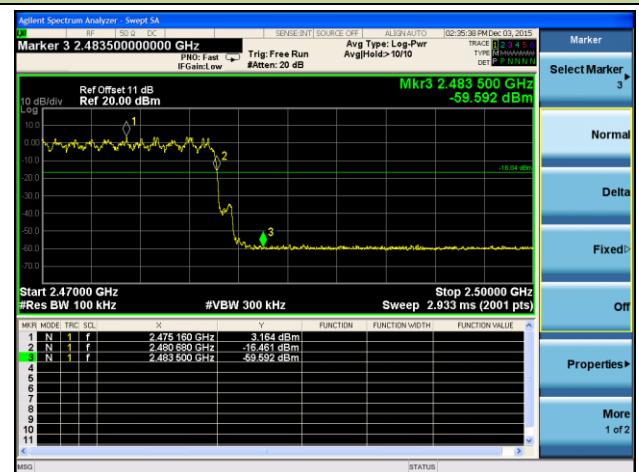 Agilent Spectrum Analyzer - Swept SA
RF 50 Ω DC SENSE:INT SOURCE OFF ALIGN AUTO 02:35:38 PM Dec 03, 2015
Marker 3 2.483500000000 GHz
PNO: Fast
IFGain:Low
Trig: Free Run
#Atten: 20 dB
Avg Type: Log-Pwr
Avg|Hold:>10/10
TRACE 1 2 3 4 5 6
TYPE M
DET P P N N N N
Ref Offset 11 dB
10 dB/div Ref 20.00 dBm
Log
Mkr3 2.483 500 GHz
-59.592 dBm
10.0
0.00
-10.0
-20.0
-30.0
-40.0
-50.0
-60.0
-70.0
1
2
3
-16.84 dBm
Start 2.47000 GHz Stop 2.50000 GHz
#Res BW 100 kHz #VBW 300 kHz Sweep 2.933 ms (2001 pts)
MKR MODE TRC SCL X Y FUNCTION FUNCTION WIDTH FUNCTION VALUE
1 N 1 f 2.475 160 GHz 3.164 dBm
2 N 1 f 2.480 680 GHz -16.461 dBm
3 N 1 f 2.483 500 GHz -59.592 dBm
4
5
6
7
8
9
10
11
MSG STATUS
Marker
Select Marker
3
Normal
Delta
Fixed
Off
Properties
More
1 of 2